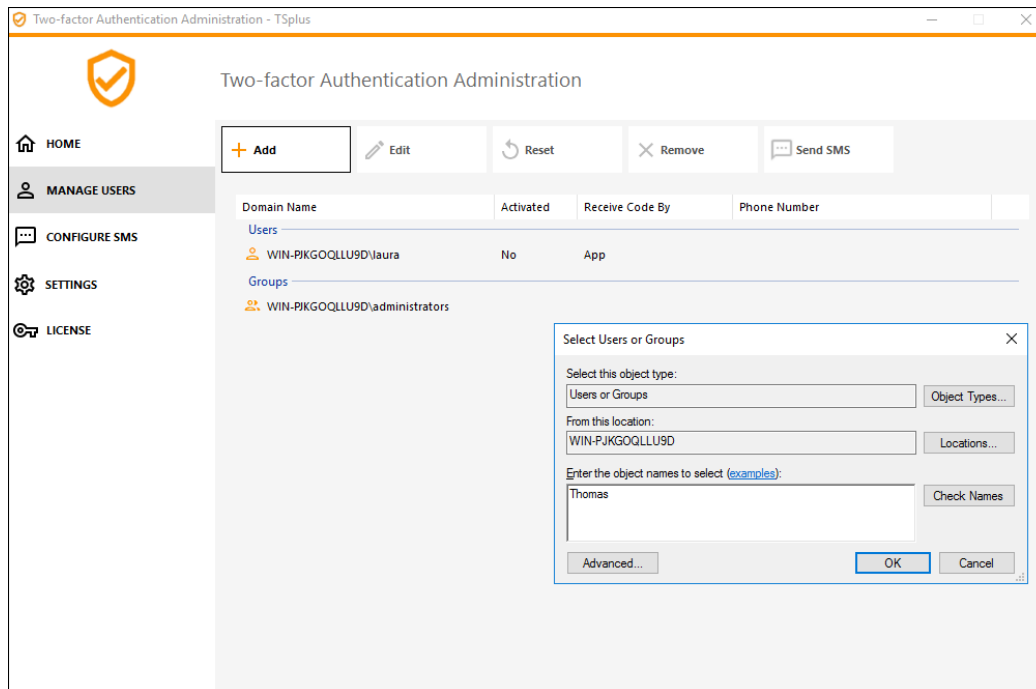 Two-factor Authentication Administration - TSplus
Two-factor Authentication Administration
HOME
MANAGE USERS
CONFIGURE SMS
SETTINGS
LICENSE
Add Edit Reset Remove Send SMS
Domain Name Activated Receive Code By Phone Number
Users
WIN-PJKGOQLLU9D\laura No App
Groups
WIN-PJKGOQLLU9D\administrators
Select Users or Groups
Select this object type:
Users or Groups Object Types...
From this location:
WIN-PJKGOQLLU9D Locations...
Enter the object names to select (examples):
Thomas Check Names
Advanced... OK Cancel